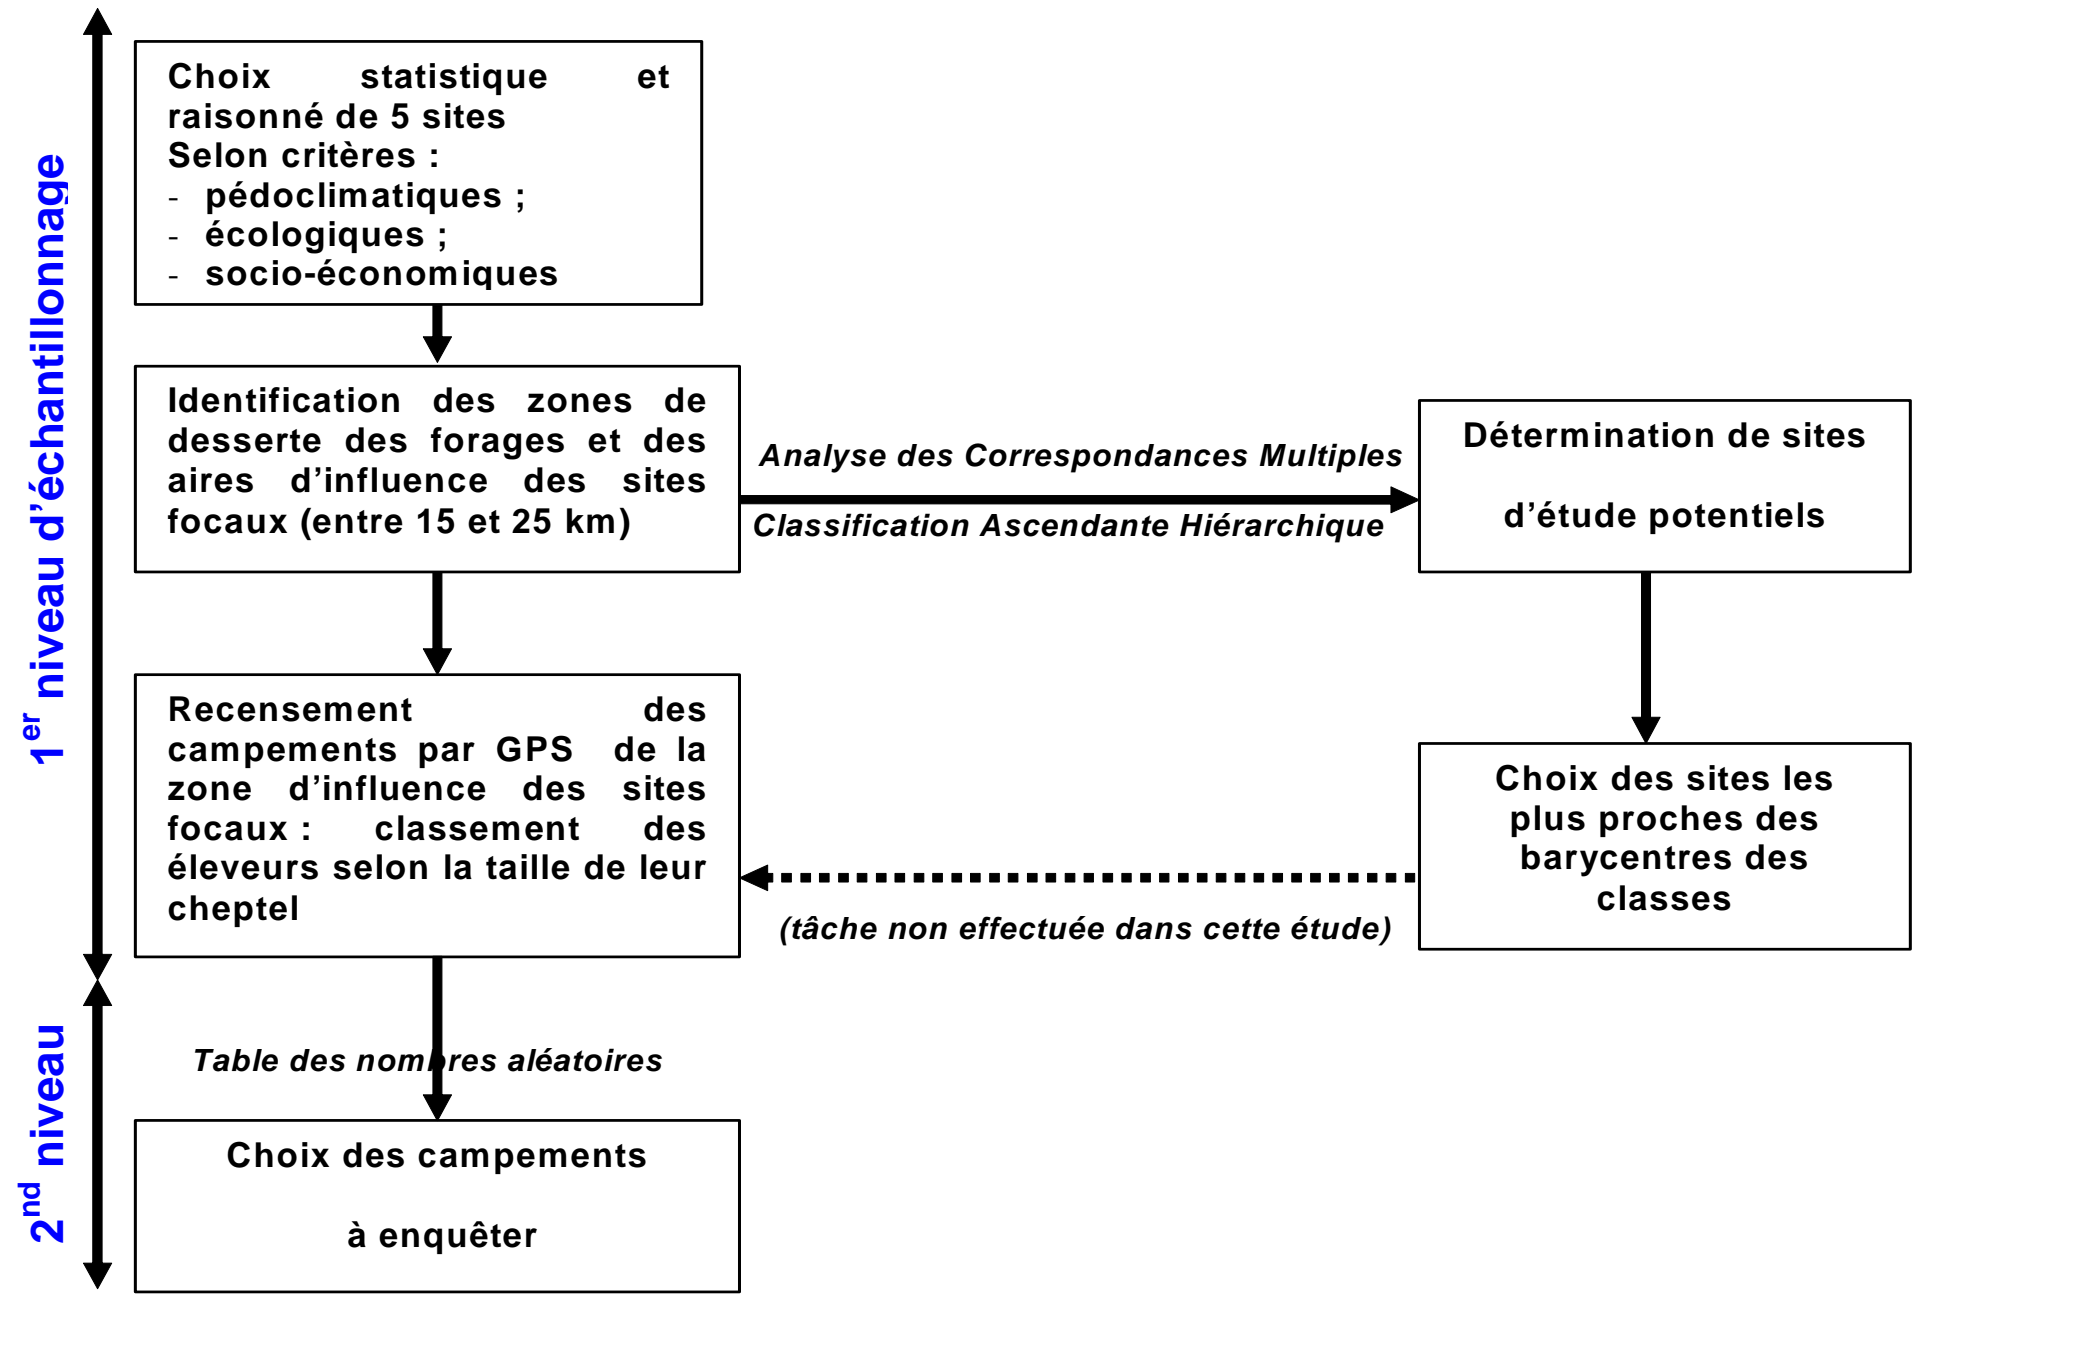 1er niveau d’échantillonnage
Choix statistique et
raisonné de 5 sites
Selon critères :
- pédoclimatiques ;
- écologiques ;
- socio-économiques
Identification des zones de
desserte des forages et des
aires d’influence des sites
focaux (entre 15 et 25 km)
Analyse des Correspondances Multiples
Classification Ascendante Hiérarchique
Détermination de sites
d’étude potentiels
Recensement des
campements par GPS de la
zone d’influence des sites
focaux : classement des
éleveurs selon la taille de leur
cheptel
Choix des sites les
plus proches des
barycentres des
classes
(tâche non effectuée dans cette étude)
2nd niveau
Table des nombres aléatoires
Choix des campements
à enquêter